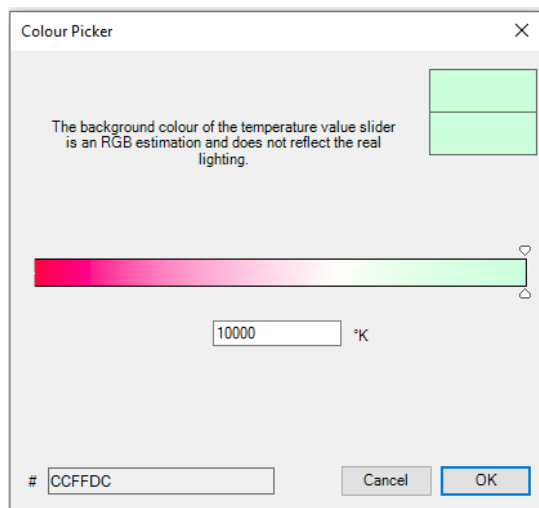 Colour Picker
The background colour of the temperature value slider
is an RGB estimation and does not reflect the real
lighting.
10000 °K
# CCFFDC Cancel OK